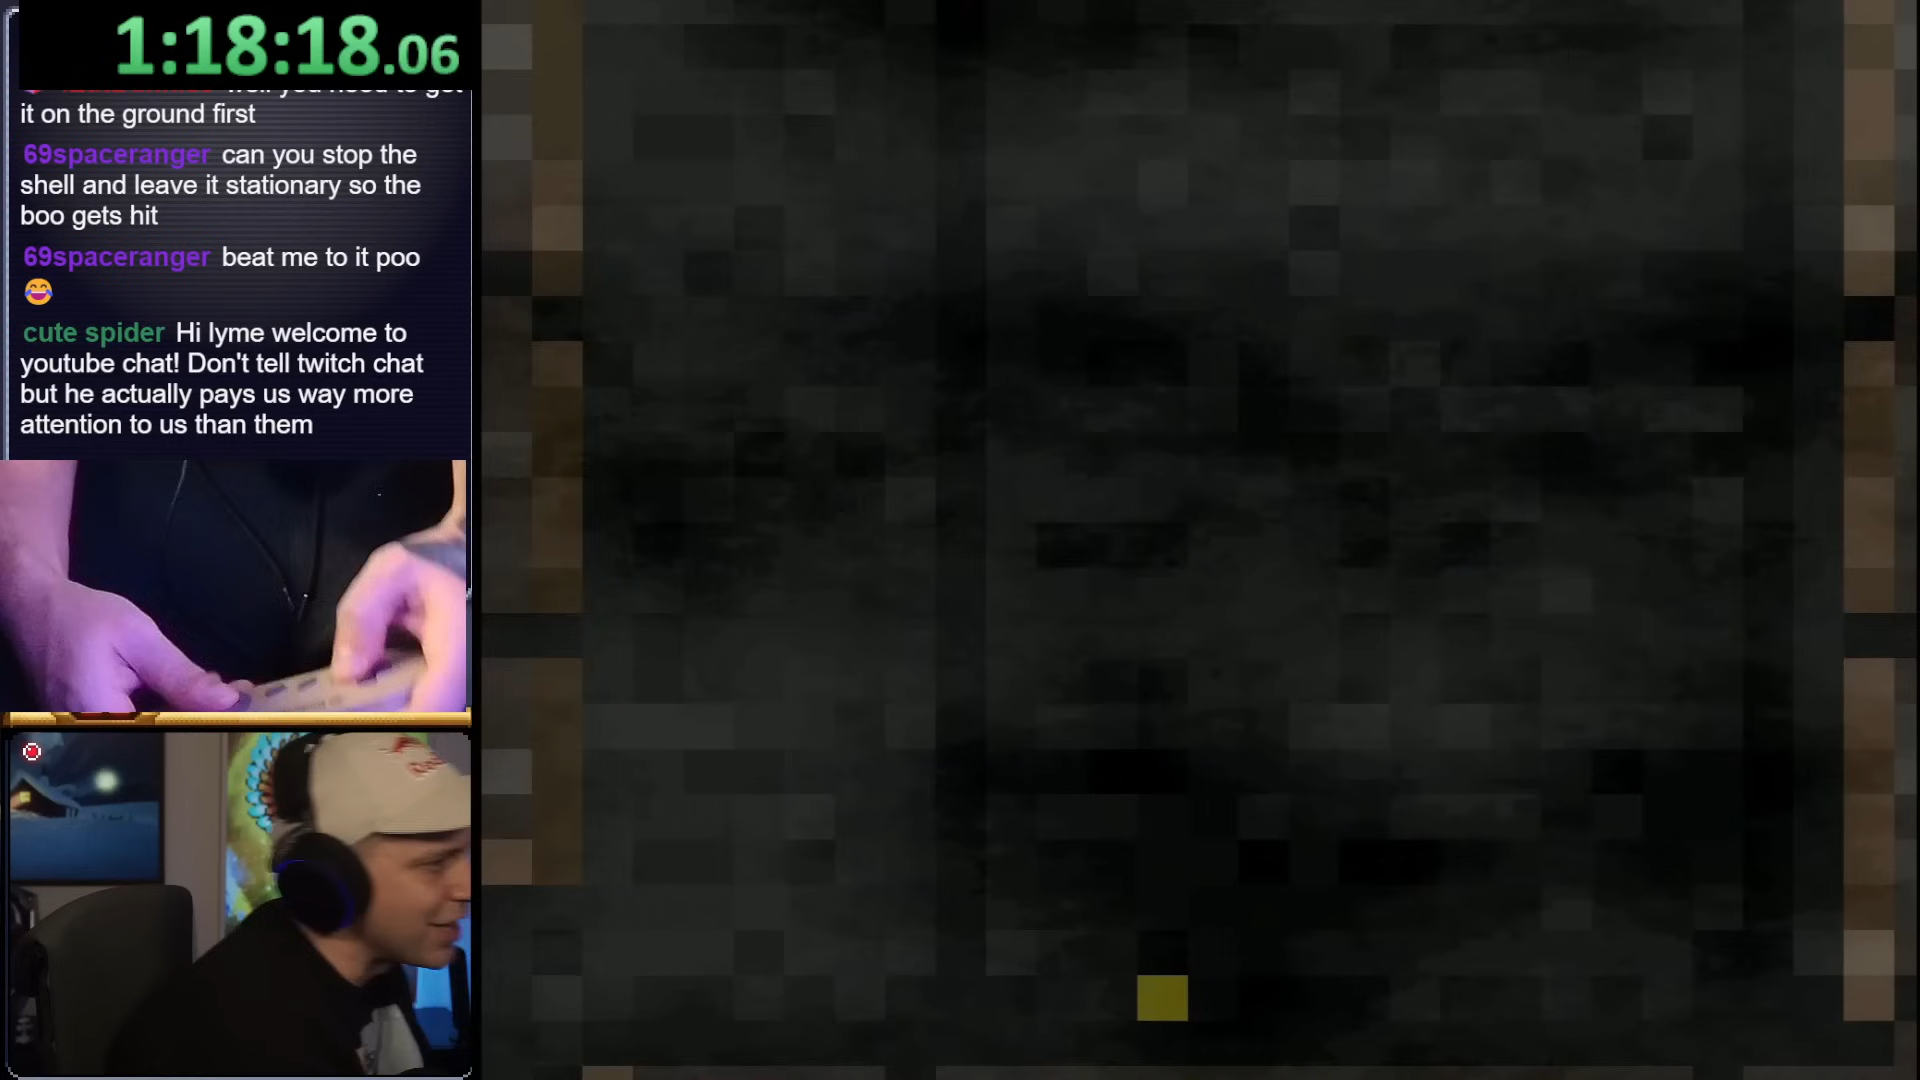 1:18:18.06
it on the ground first
69spaceranger can you stop the
shell and leave it stationary so the
boo gets hit
69spaceranger beat me to it poo
😂
cute spider Hi lyme welcome to
youtube chat! Don't tell twitch chat
but he actually pays us way more
attention to us than them